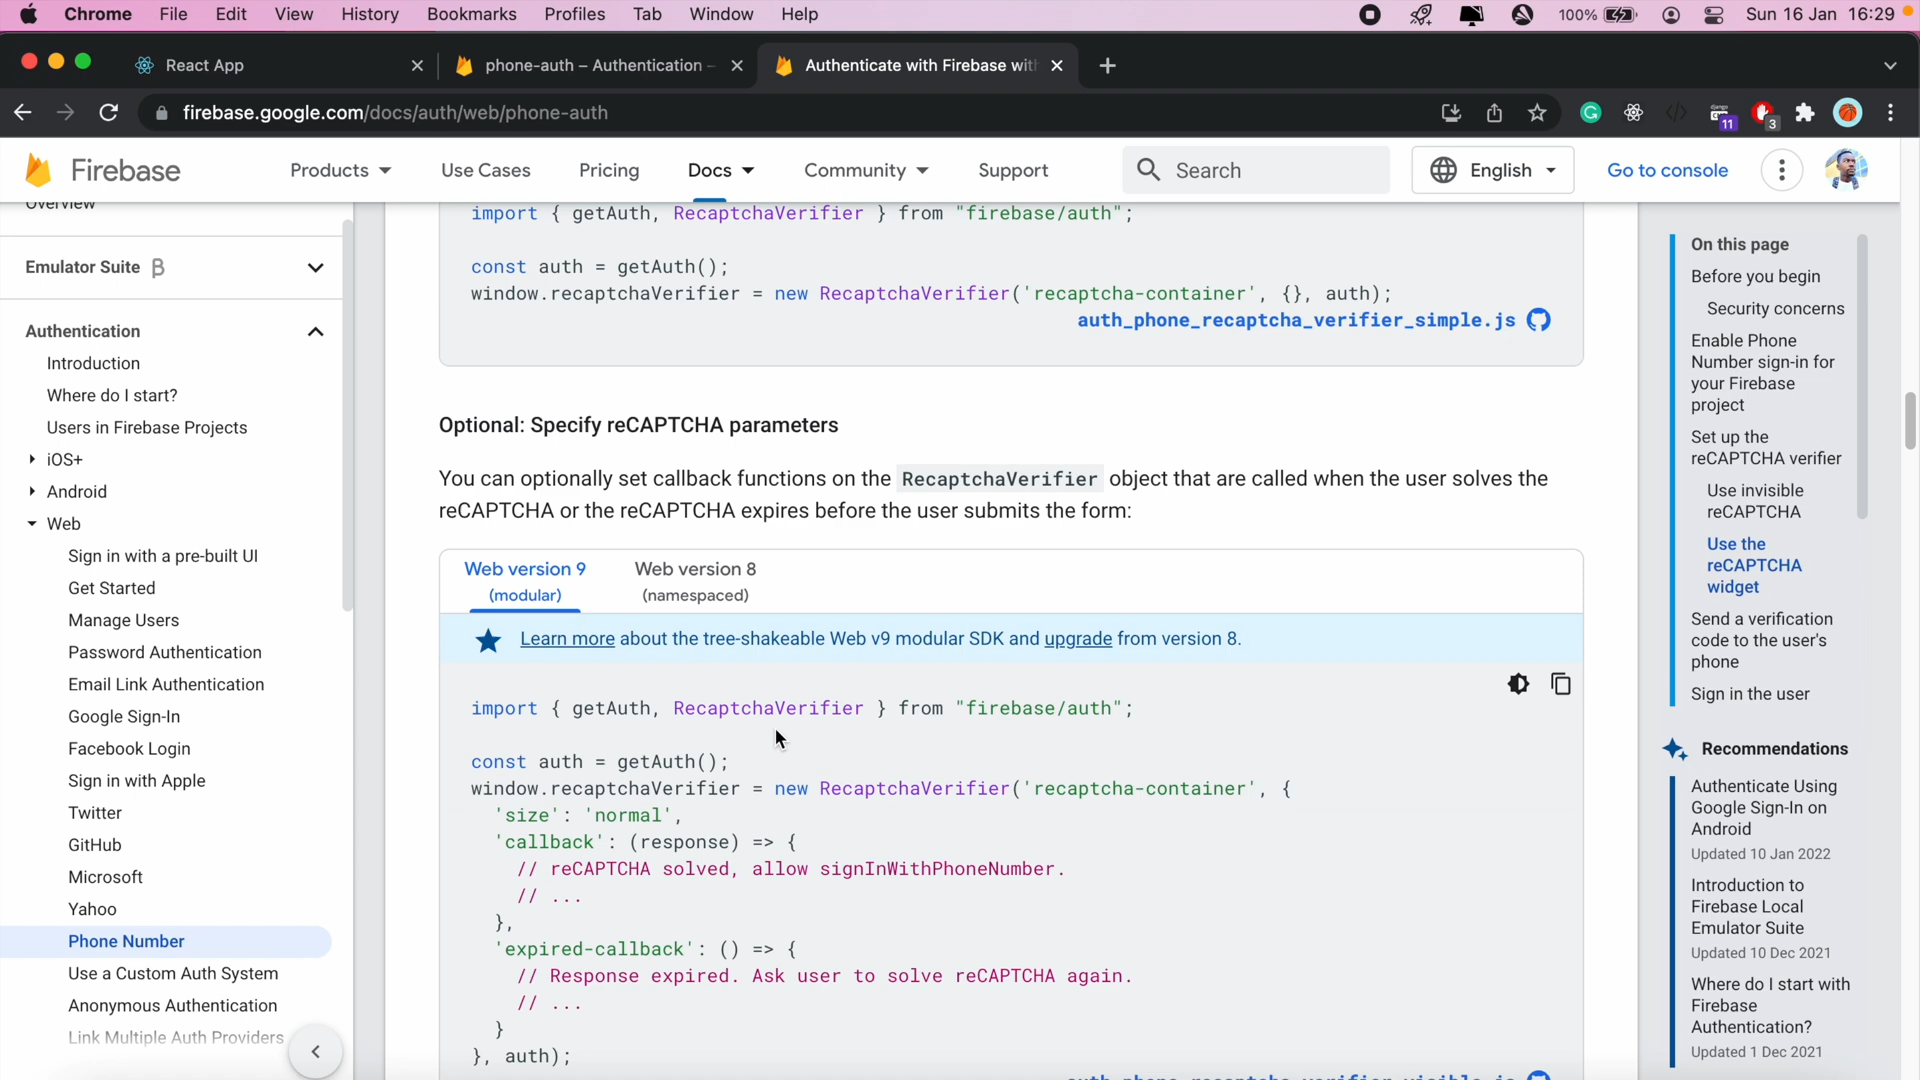 Chrome File Edit View History Bookmarks Profiles Tab Window Help 100% Sun 16 Jan 16:29
React App
phone-auth – Authentication -
Authenticate with Firebase with
firebase.google.com/docs/auth/web/phone-auth
11
3
Firebase
Products Use Cases Pricing Docs Community Support Search English Go to console
Overview
Emulator Suite β
Authentication
Introduction
Where do I start?
Users in Firebase Projects
iOS+
Android
Web
Sign in with a pre-built UI
Get Started
Manage Users
Password Authentication
Email Link Authentication
Google Sign-In
Facebook Login
Sign in with Apple
Twitter
GitHub
Microsoft
Yahoo
Phone Number
Use a Custom Auth System
Anonymous Authentication
Link Multiple Auth Providers
import { getAuth, RecaptchaVerifier } from "firebase/auth";
const auth = getAuth();
window.recaptchaVerifier = new RecaptchaVerifier('recaptcha-container', {}, auth);
auth_phone_recaptcha_verifier_simple.js
Optional: Specify reCAPTCHA parameters
You can optionally set callback functions on the RecaptchaVerifier object that are called when the user solves the
reCAPTCHA or the reCAPTCHA expires before the user submits the form:
Web version 9
(modular)
Web version 8
(namespaced)
Learn more about the tree-shakeable Web v9 modular SDK and upgrade from version 8.
import { getAuth, RecaptchaVerifier } from "firebase/auth";
const auth = getAuth();
window.recaptchaVerifier = new RecaptchaVerifier('recaptcha-container', {
'size': 'normal',
'callback': (response) => {
// reCAPTCHA solved, allow signInWithPhoneNumber.
// ...
},
'expired-callback': () => {
// Response expired. Ask user to solve reCAPTCHA again.
// ...
}
}, auth);
auth_phone_recaptcha_verifier_visible.js
On this page
Before you begin
Security concerns
Enable Phone
Number sign-in for
your Firebase
project
Set up the
reCAPTCHA verifier
Use invisible
reCAPTCHA
Use the
reCAPTCHA
widget
Send a verification
code to the user's
phone
Sign in the user
Recommendations
Authenticate Using
Google Sign-In on
Android
Updated 10 Jan 2022
Introduction to
Firebase Local
Emulator Suite
Updated 10 Dec 2021
Where do I start with
Firebase
Authentication?
Updated 1 Dec 2021